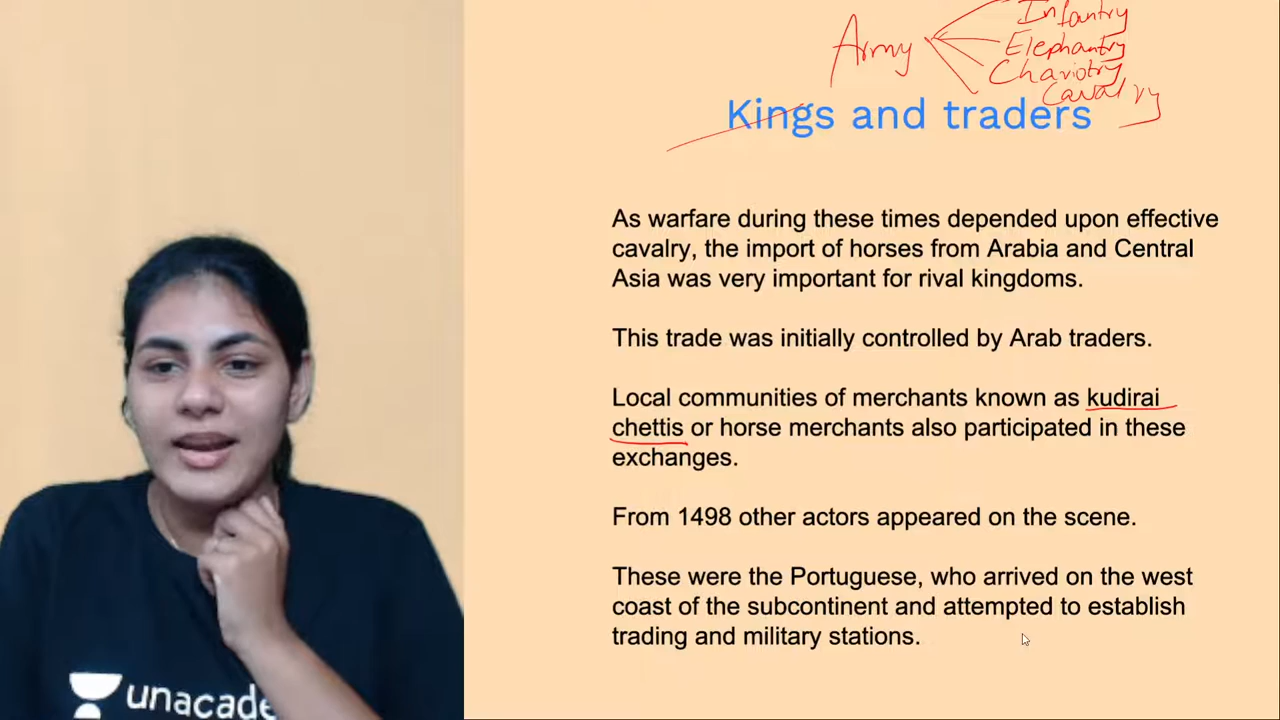 Infantry
Army Elephantry
Chariotry
Cavalry
Kings and traders
As warfare during these times depended upon effective
cavalry, the import of horses from Arabia and Central
Asia was very important for rival kingdoms.
This trade was initially controlled by Arab traders.
Local communities of merchants known as kudirai
chettis or horse merchants also participated in these
exchanges.
From 1498 other actors appeared on the scene.
These were the Portuguese, who arrived on the west
coast of the subcontinent and attempted to establish
trading and military stations.
unacade